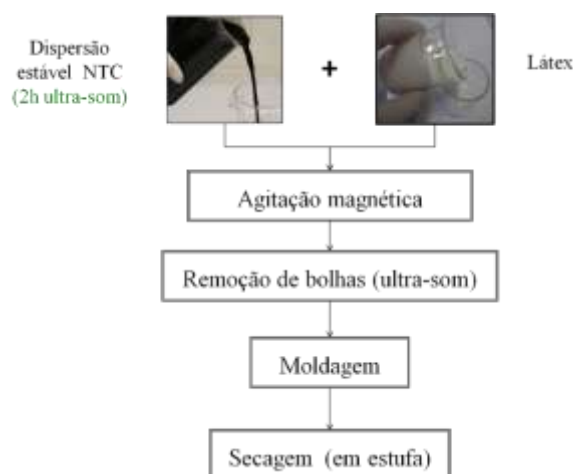 Dispersão
estável NTC
(2h ultra-som)
+
Látex
Agitação magnética
Remoção de bolhas (ultra-som)
Moldagem
Secagem (em estufa)